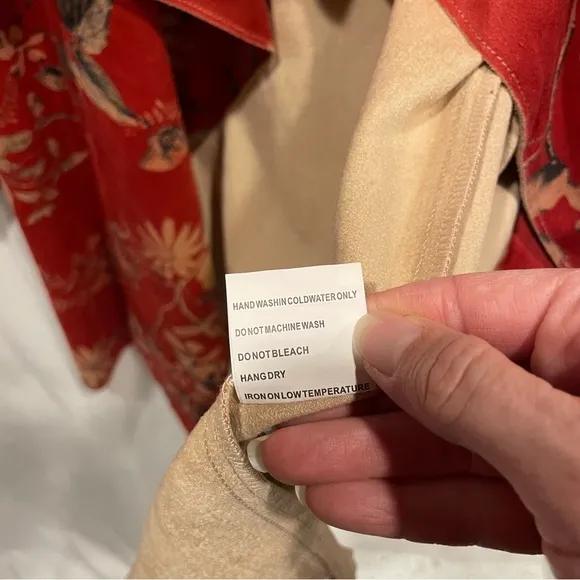 HAND WASH IN COLD WATER ONLY
DO NOT MACHINE WASH
DO NOT BLEACH
HANG DRY
IRON ON LOW TEMPERATURE